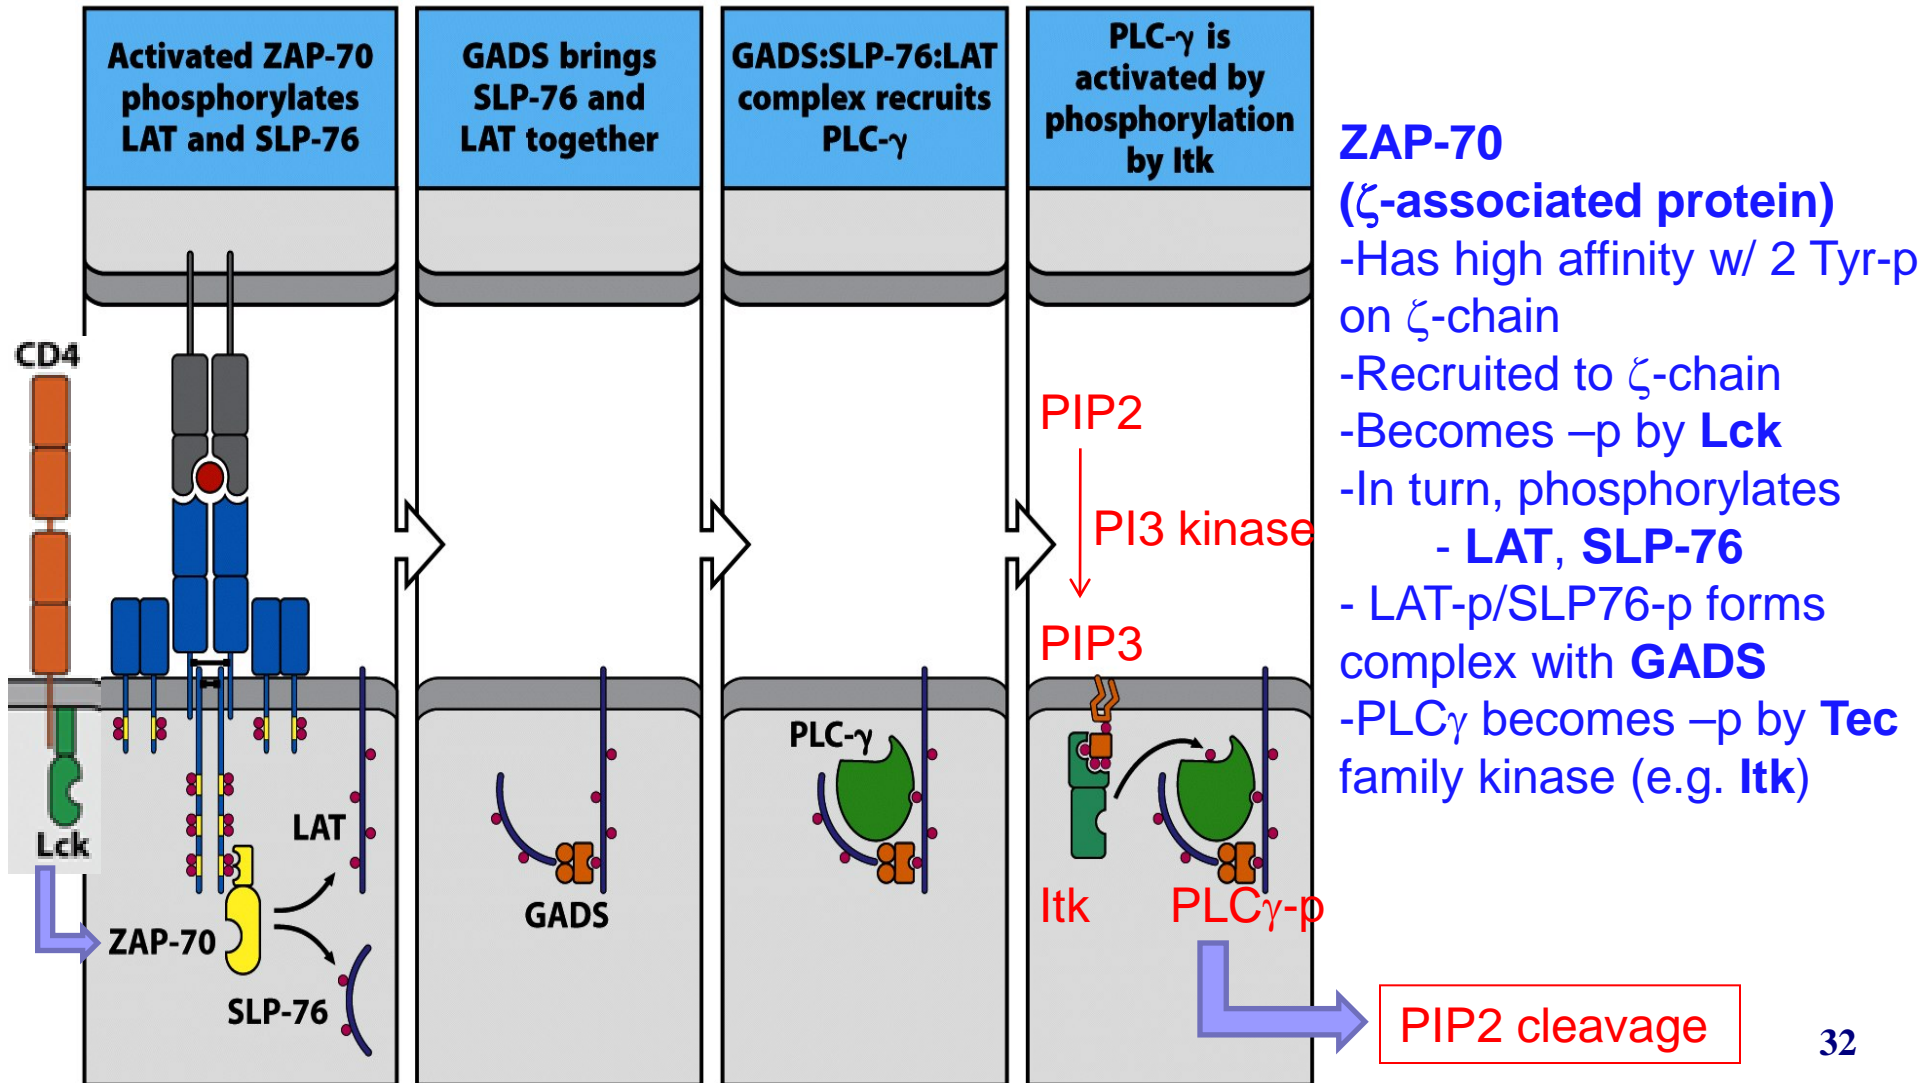 Activated ZAP-70
phosphorylates
LAT and SLP-76
GADS brings
SLP-76 and
LAT together
GADS:SLP-76:LAT
complex recruits
PLC-γ
PLC-γ is
activated by
phosphorylation
by Itk
CD4
Lck
ZAP-70
LAT
SLP-76
GADS
PLC-γ
PIP2
PI3 kinase
PIP3
Itk
PLCγ-p
PIP2 cleavage
ZAP-70
(ζ-associated protein)
-Has high affinity w/ 2 Tyr-p
on ζ-chain
-Recruited to ζ-chain
-Becomes –p by Lck
-In turn, phosphorylates
- LAT, SLP-76
- LAT-p/SLP76-p forms
complex with GADS
-PLCγ becomes –p by Tec
family kinase (e.g. Itk)
32